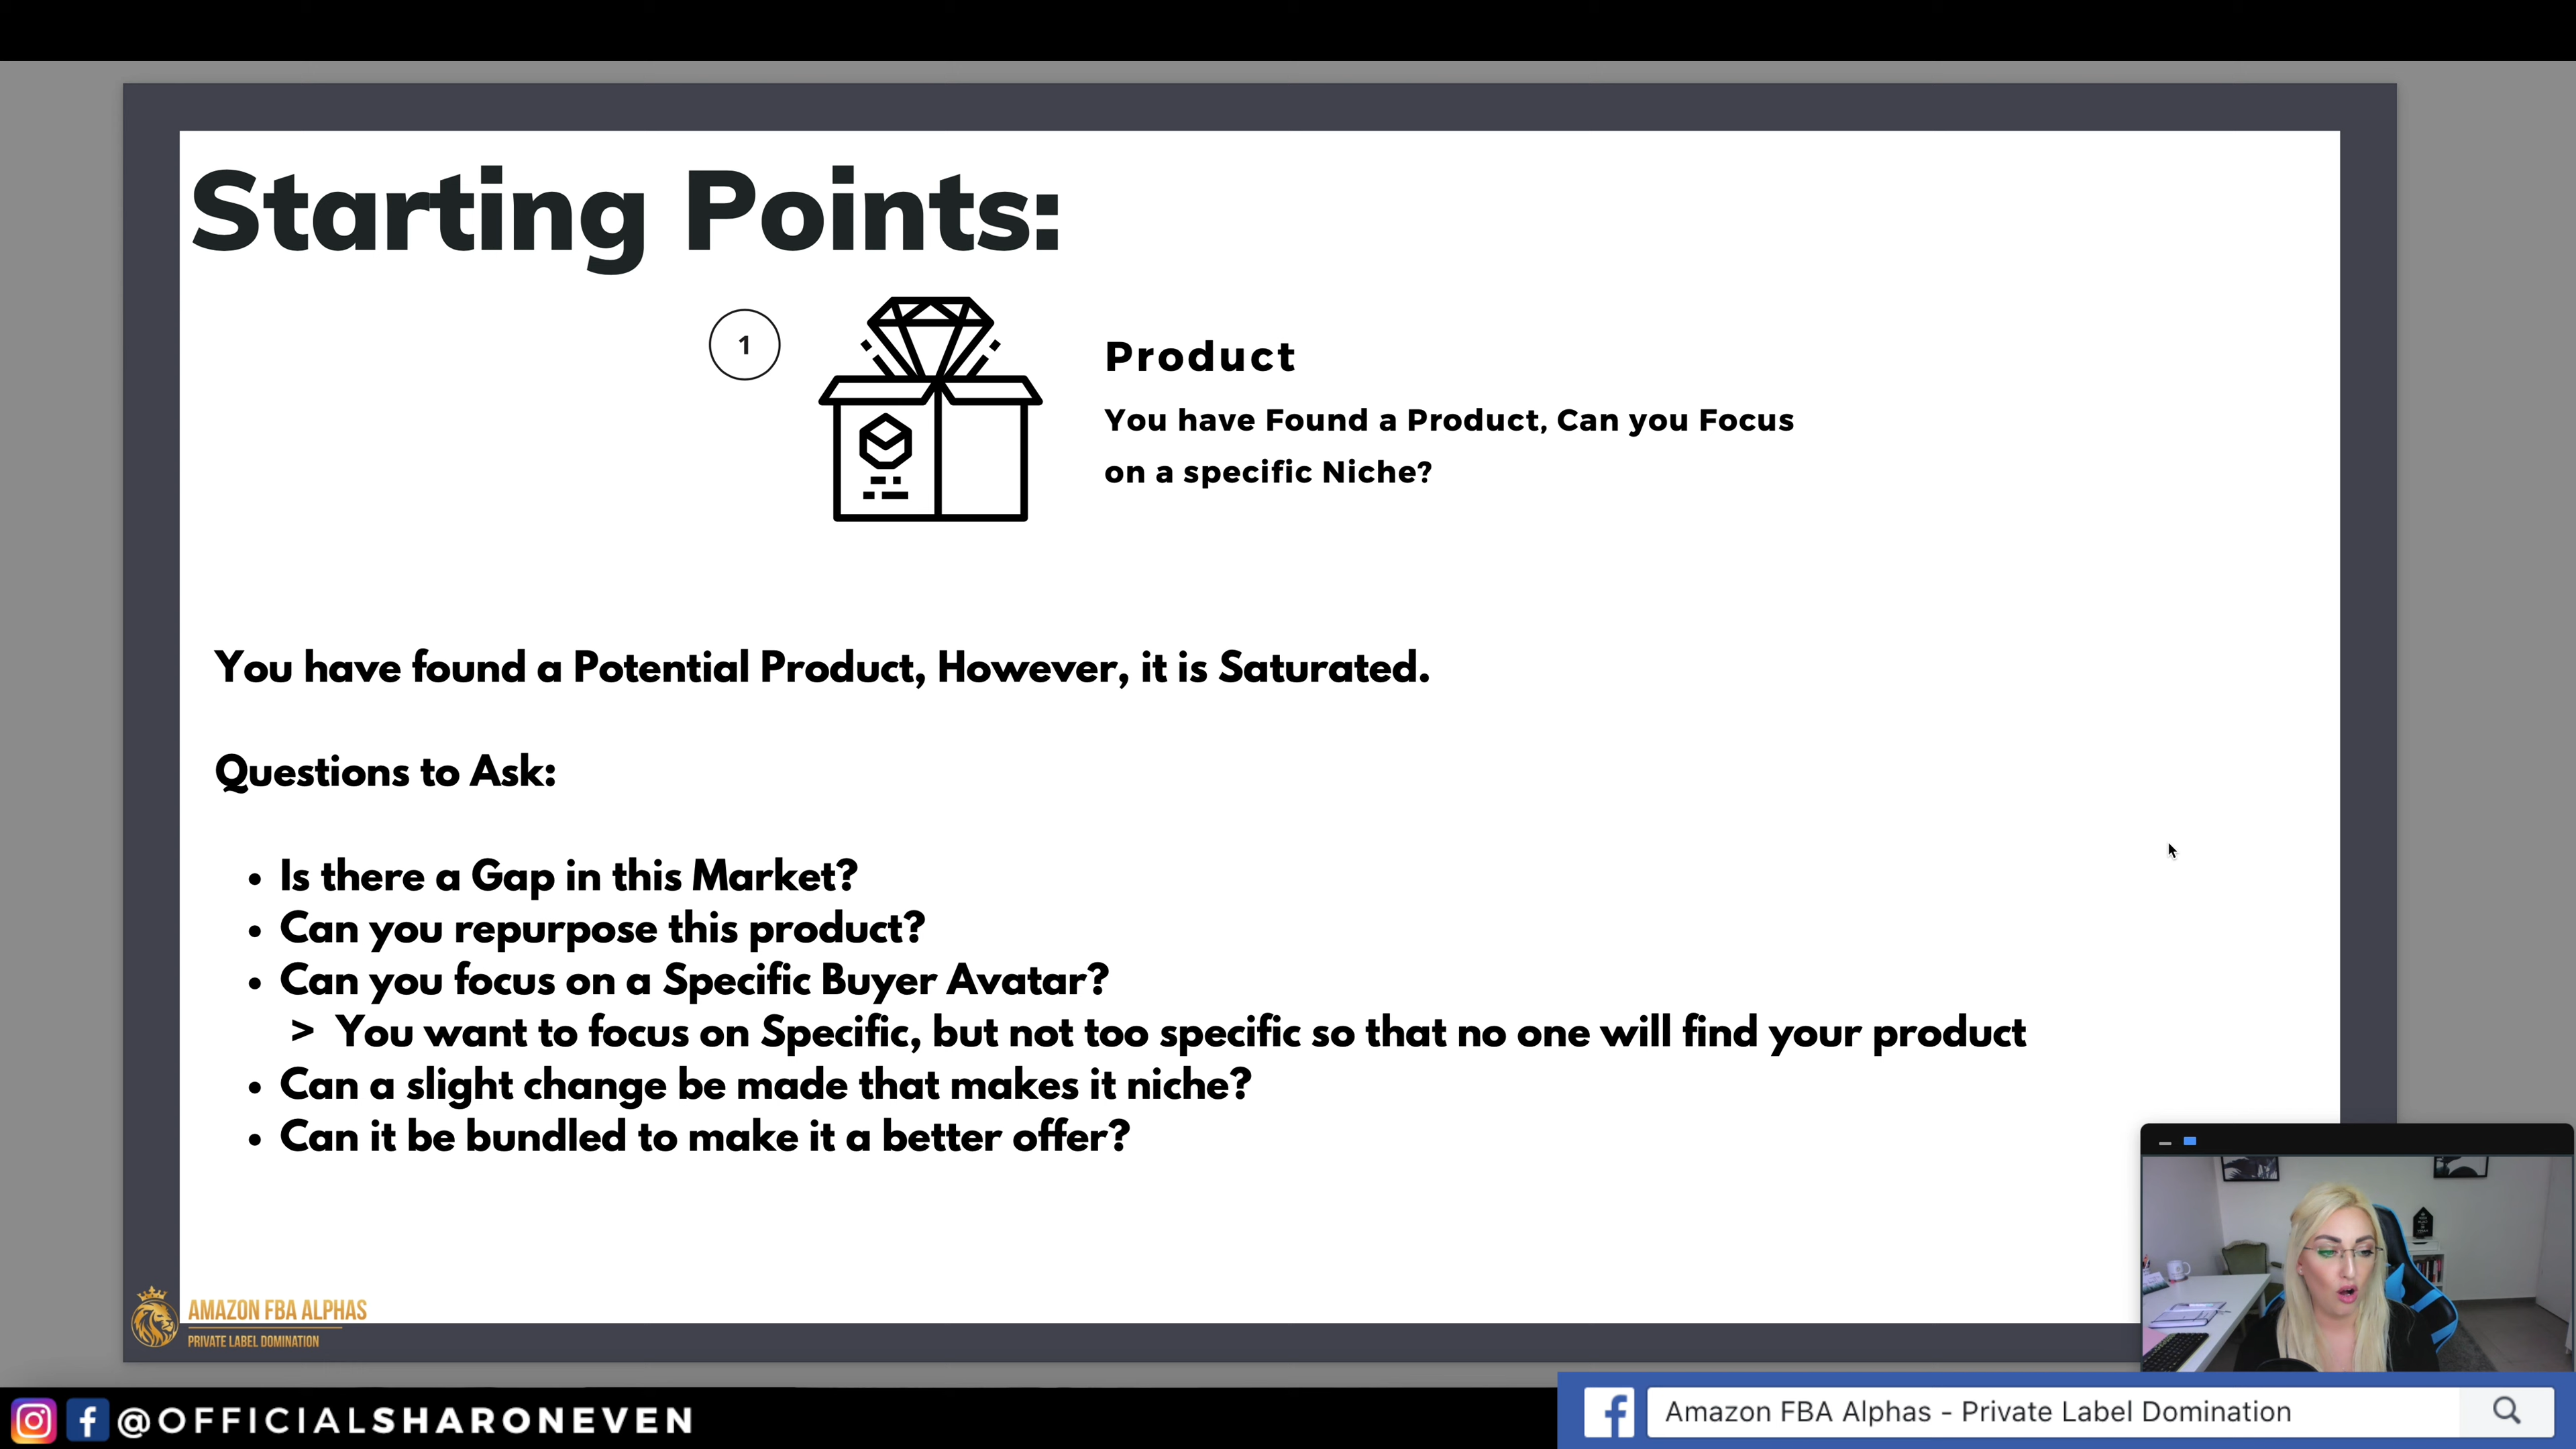 Starting Points:
1
Product
You have Found a Product, Can you Focus
on a specific Niche?
You have found a Potential Product, However, it is Saturated.
Questions to Ask:
• Is there a Gap in this Market?
• Can you repurpose this product?
• Can you focus on a Specific Buyer Avatar?
> You want to focus on Specific, but not too specific so that no one will find your product
• Can a slight change be made that makes it niche?
• Can it be bundled to make it a better offer?
AMAZON FBA ALPHAS
PRIVATE LABEL DOMINATION
@OFFICIALSHARONEVEN
Amazon FBA Alphas - Private Label Domination